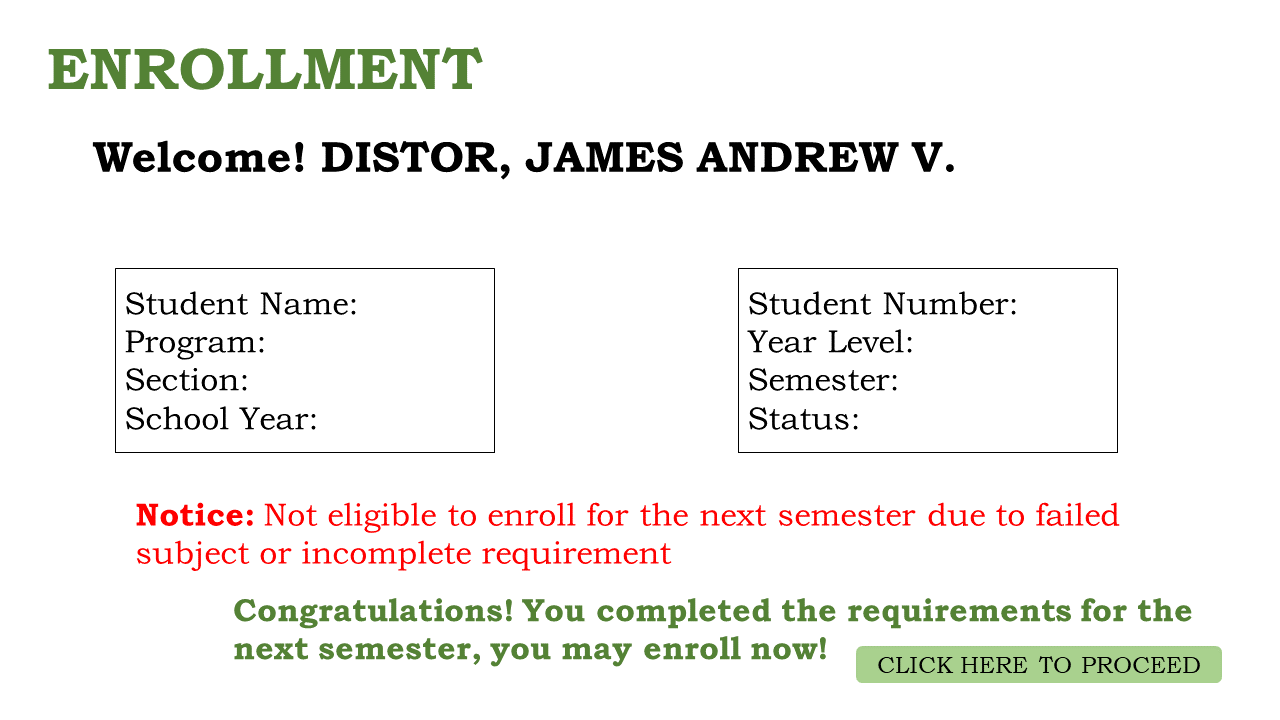 ENROLLMENT
Welcome! DISTOR, JAMES ANDREW V.
Student Name:
Program:
Section:
School Year:
Student Number:
Year Level:
Semester:
Status:
Notice: Not eligible to enroll for the next semester due to failed
subject or incomplete requirement
Congratulations! You completed the requirements for the
next semester, you may enroll now!
CLICK HERE TO PROCEED